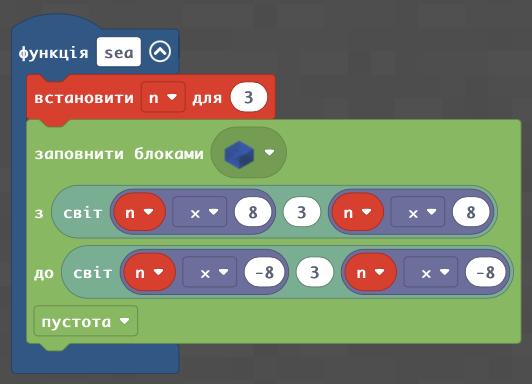 функція sea
встановити n для 3
заповнити блоками
з світ n x 8 3 n x 8
до світ n x -8 3 n x -8
пустота